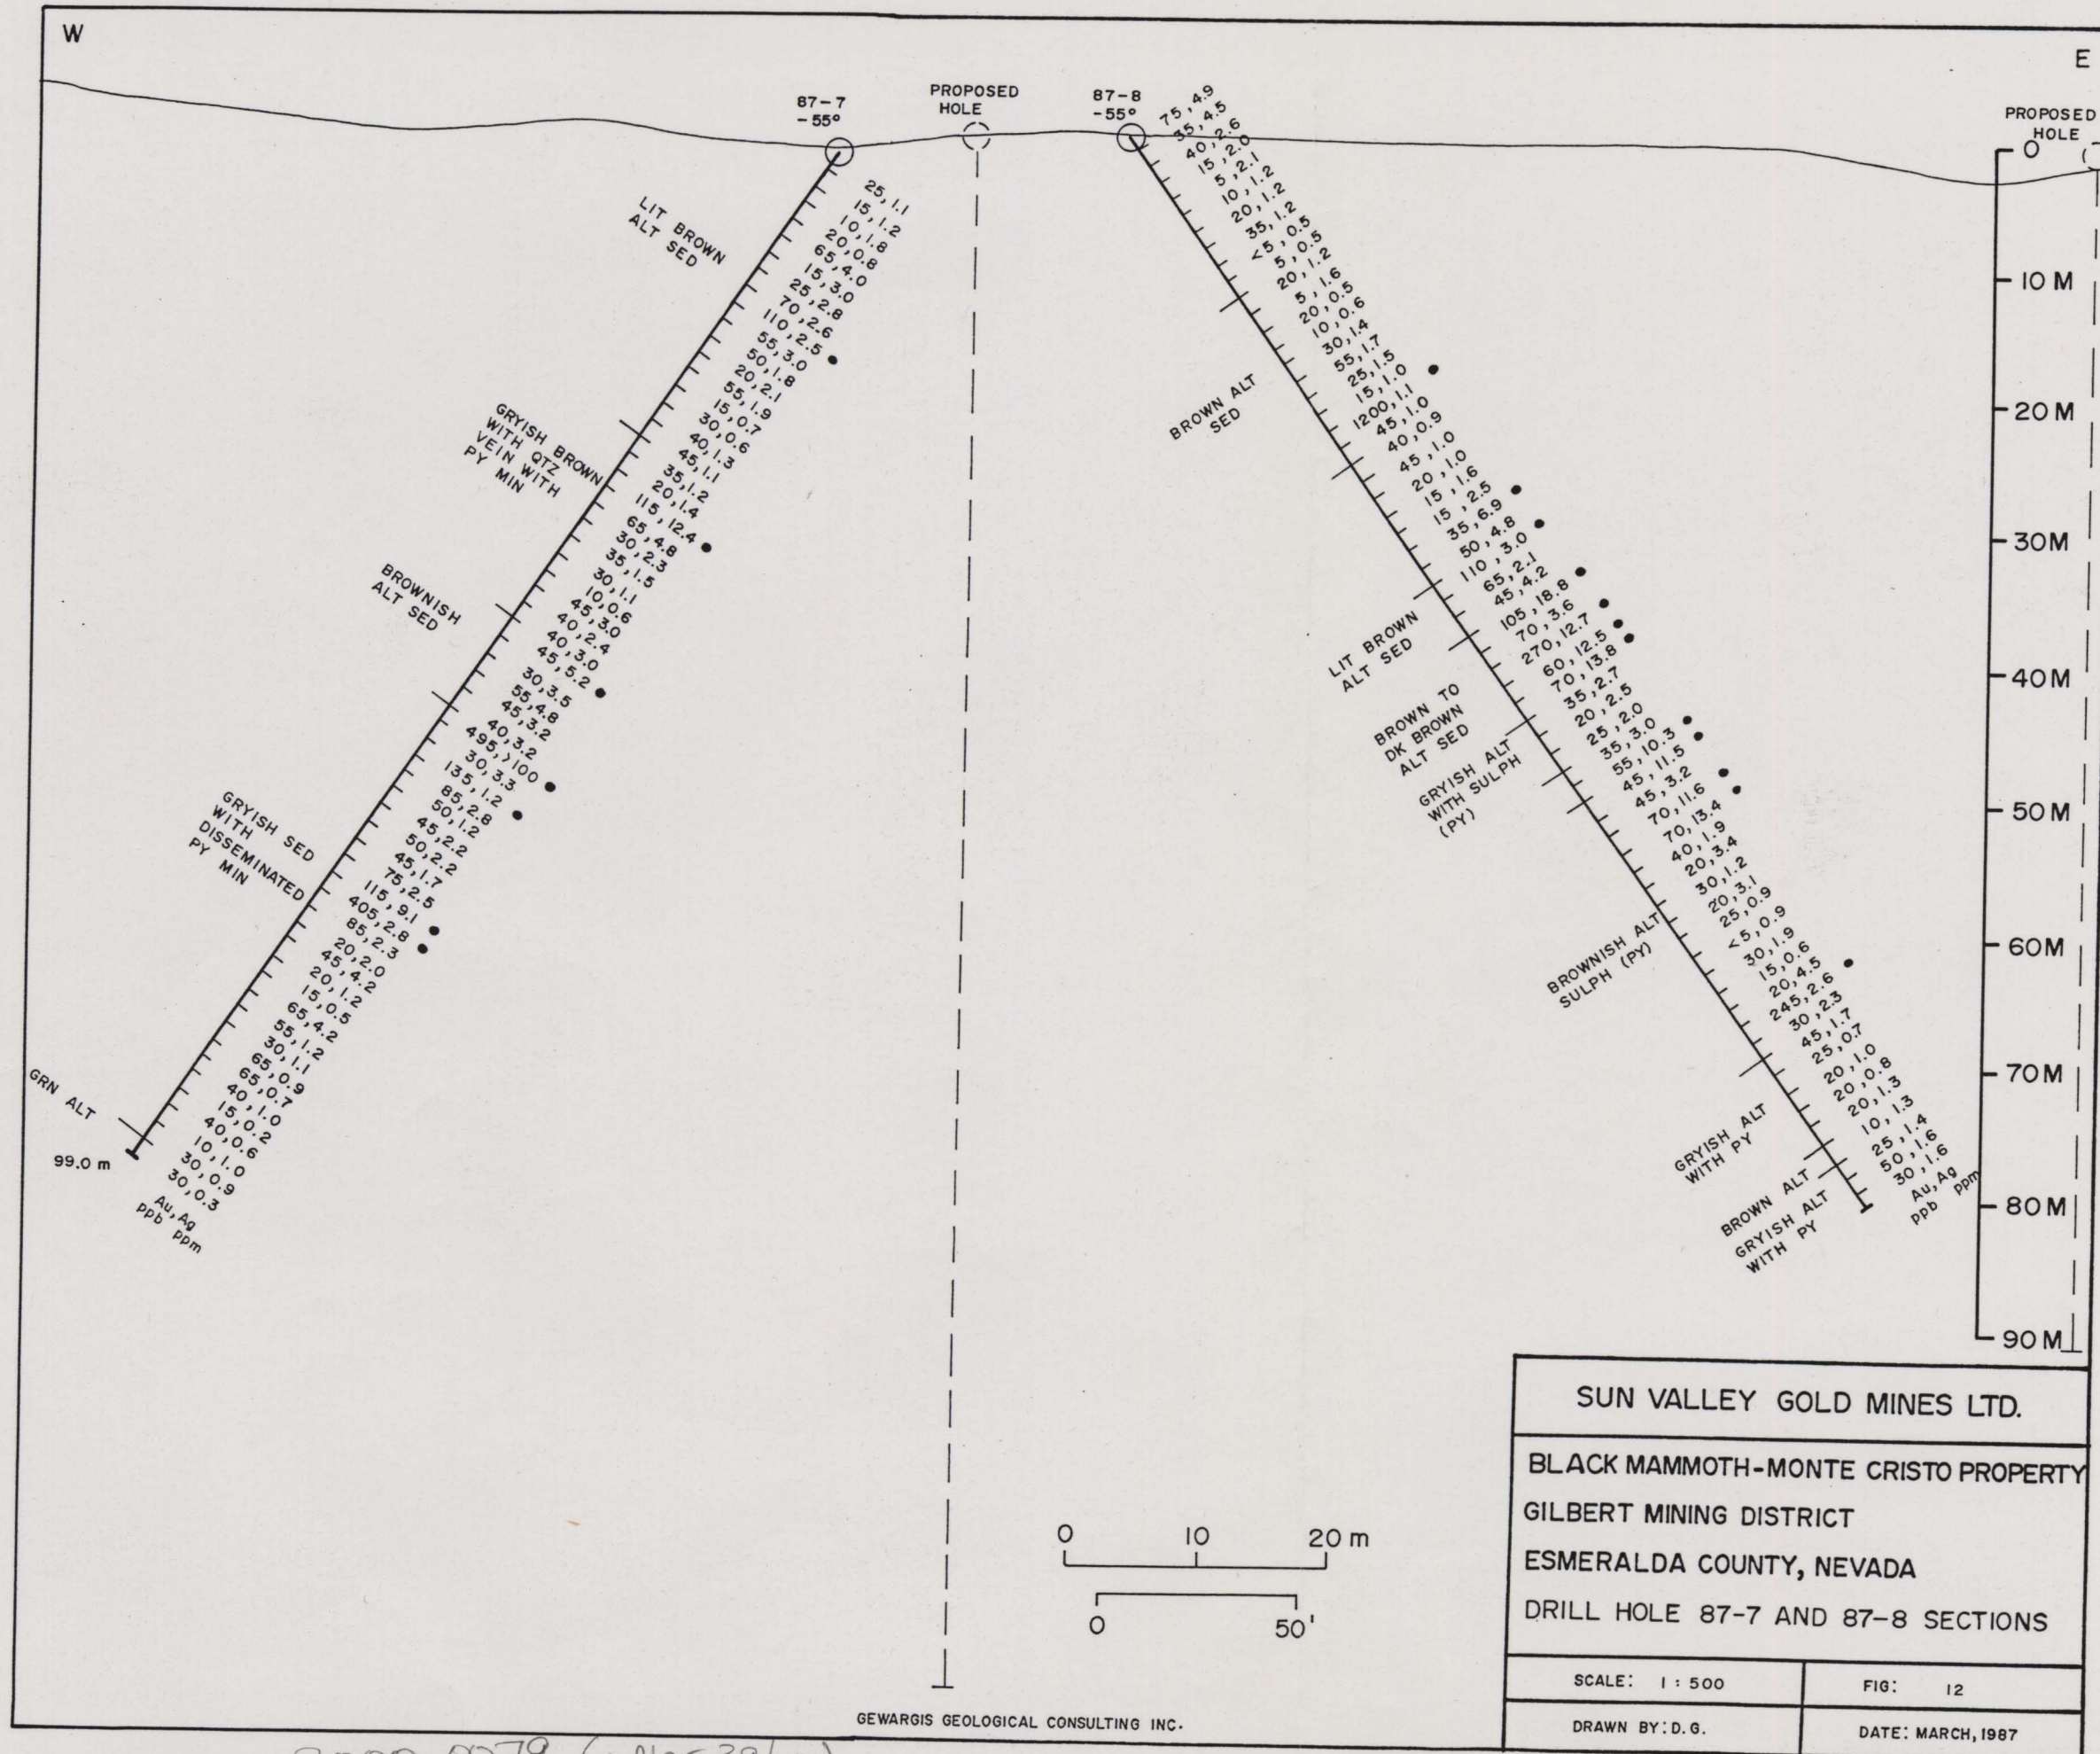 W
E
87-7
-55°
PROPOSED
HOLE
87-8
-55°
PROPOSED
HOLE
LIT BROWN
ALT SED
GRYISH BROWN
WITH QTZ
VEIN WITH
PY MIN
BROWNISH
ALT SED
GRYISH SED
WITH
DISSEMINATED
PY MIN
GRN ALT
99.0 m
25,1.1
15,1.2
10,1.8
20,0.8
65,4.0
15,3.0
25,2.8
70,2.6
110,2.5
55,3.0
50,1.8
20,2.1
55,1.9
15,0.7
30,0.6
40,1.3
45,1.1
35,1.2
20,1.4
115,12.4
65,4.8
30,2.3
35,1.5
30,1.1
10,0.6
45,3.0
40,2.4
40,3.0
45,5.2
30,3.5
55,4.8
45,3.2
40,3.2
495,>100
30,3.3
135,1.2
85,2.8
50,1.2
45,2.2
50,2.2
45,1.7
75,2.5
115,9.1
405,2.8
85,2.3
20,2.0
45,4.2
20,1.2
15,0.5
65,4.2
55,1.2
30,1.1
65,0.9
65,0.7
40,1.0
15,0.2
40,0.6
10,1.0
30,0.9
30,0.3
Au,Ag
ppb ppm
75,4.9
35,4.5
40,2.6
15,2.0
5,2.1
10,1.2
20,1.2
35,1.2
<5,0.5
5,0.5
20,1.2
5,1.6
20,0.5
10,0.6
30,1.4
55,1.7
25,1.5
15,1.0
1200,1.1
45,1.0
40,0.9
45,1.0
20,1.0
15,1.6
15,2.5
35,6.9
50,4.8
110,3.0
65,2.1
45,4.2
105,18.8
70,3.6
270,12.7
60,12.5
70,13.8
35,2.7
20,2.5
25,2.0
35,3.0
55,10.3
45,11.5
45,3.2
70,11.6
70,13.4
40,1.9
20,3.4
30,1.2
20,3.1
25,0.9
<5,0.9
30,1.9
15,0.6
20,4.5
245,2.6
30,2.3
45,1.7
25,0.7
20,1.0
20,0.8
20,1.3
10,1.3
25,1.4
50,1.6
30,1.6
Au,Ag
ppb ppm
BROWN ALT
SED
LIT BROWN
ALT SED
BROWN TO
DK BROWN
ALT SED
GRYISH ALT
WITH SULPH
(PY)
BROWNISH ALT
SULPH (PY)
GRYISH ALT
WITH PY
BROWN ALT
GRYISH ALT
WITH PY
0
10 M
20 M
30M
40M
50M
60M
70M
80M
90M
0 10 20 m
0 50'
GEWARGIS GEOLOGICAL CONSULTING INC.
SUN VALLEY GOLD MINES LTD.
BLACK MAMMOTH-MONTE CRISTO PROPERTY
GILBERT MINING DISTRICT
ESMERALDA COUNTY, NEVADA
DRILL HOLE 87-7 AND 87-8 SECTIONS
SCALE: 1 : 500
FIG: 12
DRAWN BY: D.G.
DATE: MARCH, 1987